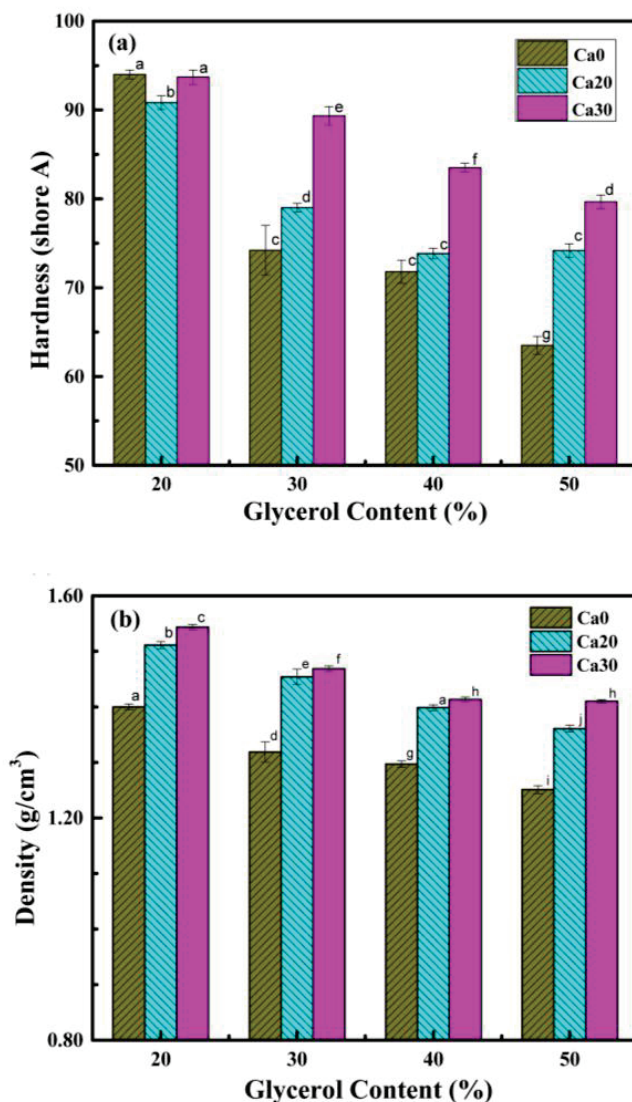 (a)
Ca0
Ca20
Ca30
100
90
80
70
60
50
Hardness (shore A)
a b a
c d e
c c f
g c d
20 30 40 50
Glycerol Content (%)
(b)
Ca0
Ca20
Ca30
1.60
1.20
0.80
Density (g/cm³)
a b c
d e f
g a h
i j h
20 30 40 50
Glycerol Content (%)